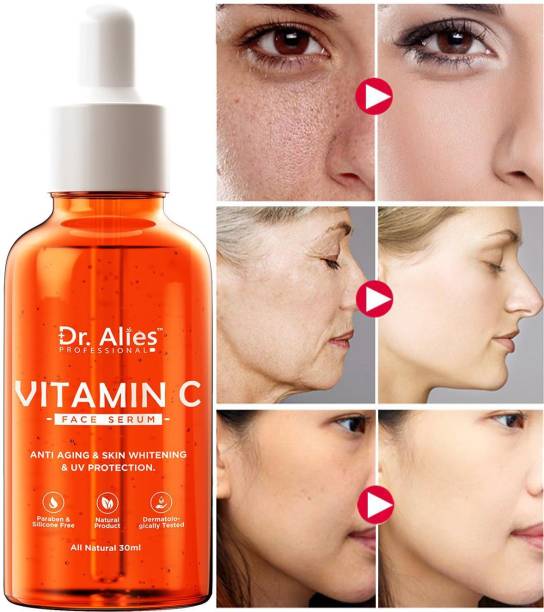 Dr. Alies™
PROFESSIONAL
VITAMIN C
- FACE SERUM -
ANTI AGING & SKIN WHITENING
& UV PROTECTION.
Paraben &
Silicone Free
Natural
Product
Dermatolo-
gically Tested
All Natural 30ml